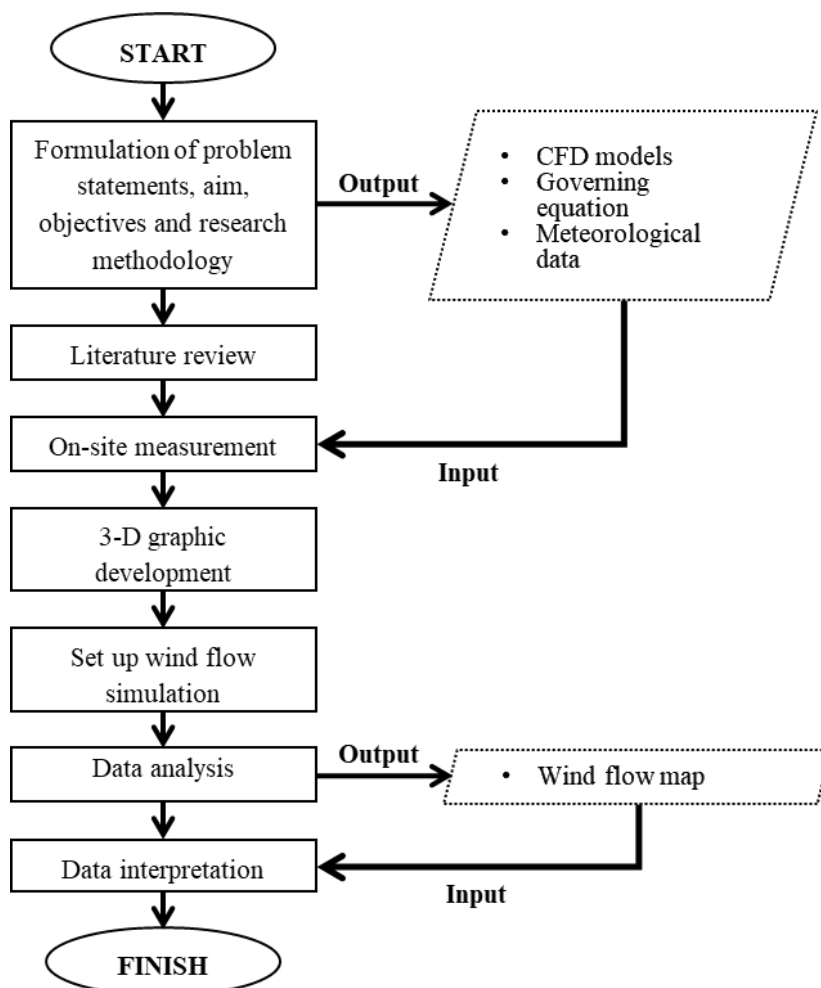 START
Formulation of problem
statements, aim,
objectives and research
methodology
Output
• CFD models
• Governing
equation
• Meteorological
data
Literature review
On-site measurement
Input
3-D graphic
development
Set up wind flow
simulation
Data analysis
Output
• Wind flow map
Data interpretation
Input
FINISH